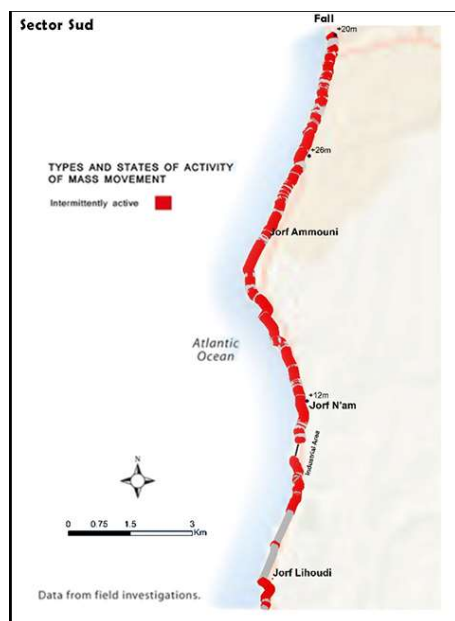 Sector Sud
Fall
+20m
+26m
TYPES AND STATES OF ACTIVITY
OF MASS MOVEMENT
Intermittently active
Jorf Ammouni
Atlantic
Ocean
+12m
Jorf N'am
Industrial Area
N
0 0.75 1.5 3
Km
Jorf Lihoudi
Data from field investigations.